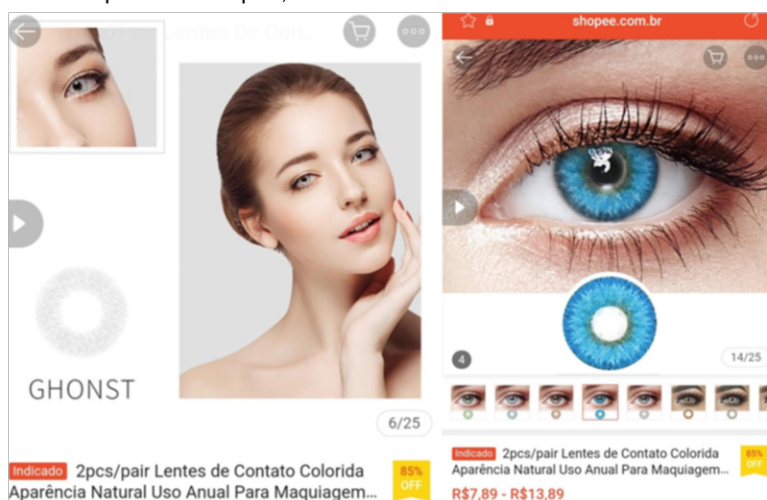 shopee.com.br
GHONST
6/25
4
14/25
Indicado 2pcs/pair Lentes de Contato Colorida
Aparência Natural Uso Anual Para Maquiagem...
85%
OFF
Indicado 2pcs/pair Lentes de Contato Colorida
Aparência Natural Uso Anual Para Maquiagem...
85%
OFF
R$7,89 - R$13,89